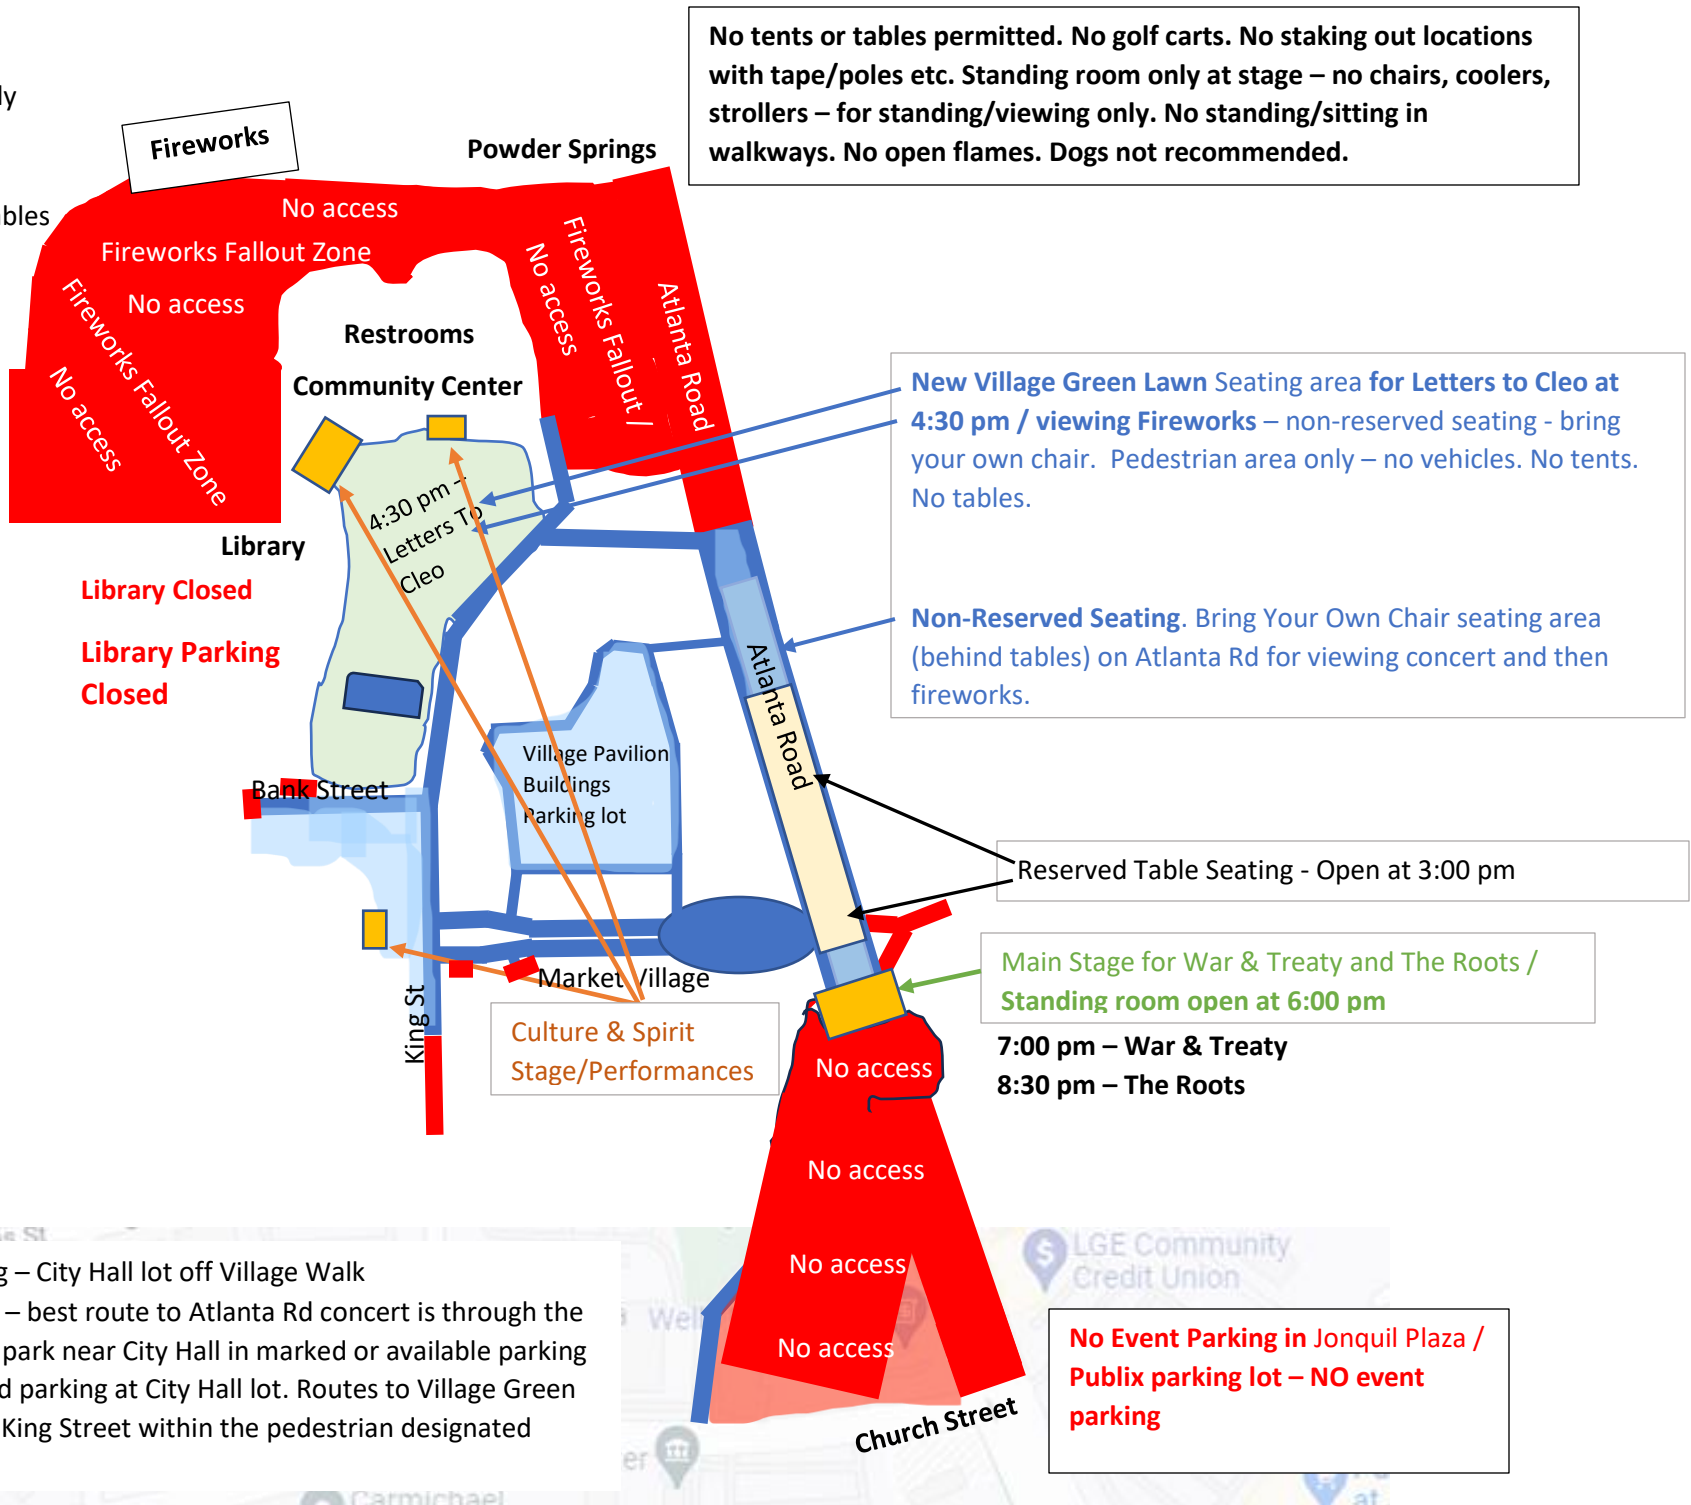 No tents or tables permitted. No golf carts. No staking out locations
with tape/poles etc. Standing room only at stage – no chairs, coolers,
strollers – for standing/viewing only. No standing/sitting in
walkways. No open flames. Dogs not recommended.
Fireworks
Powder Springs
No access
Fireworks Fallout Zone
No access
Fireworks Fallout Zone
No access
Fireworks Fallout /
No access
Atlanta Road
Restrooms
Community Center
New Village Green Lawn Seating area for Letters to Cleo at
4:30 pm / viewing Fireworks – non-reserved seating - bring
your own chair. Pedestrian area only – no vehicles. No tents.
No tables.
4:30 pm –
Letters To
Cleo
Library
Library Closed
Library Parking
Closed
Non-Reserved Seating. Bring Your Own Chair seating area
(behind tables) on Atlanta Rd for viewing concert and then
fireworks.
Atlanta Road
Village Pavilion
Buildings
Parking lot
Bank Street
Reserved Table Seating - Open at 3:00 pm
Main Stage for War & Treaty and The Roots /
Standing room open at 6:00 pm
7:00 pm – War & Treaty
8:30 pm – The Roots
Market Village
King St
Culture & Spirit
Stage/Performances
No access
No access
No access
No access
Church Street
– City Hall lot off Village Walk
– best route to Atlanta Rd concert is through the
park near City Hall in marked or available parking
parking at City Hall lot. Routes to Village Green
King Street within the pedestrian designated
LGE Community
Credit Union
No Event Parking in Jonquil Plaza /
Publix parking lot – NO event
parking
Carmichael
at